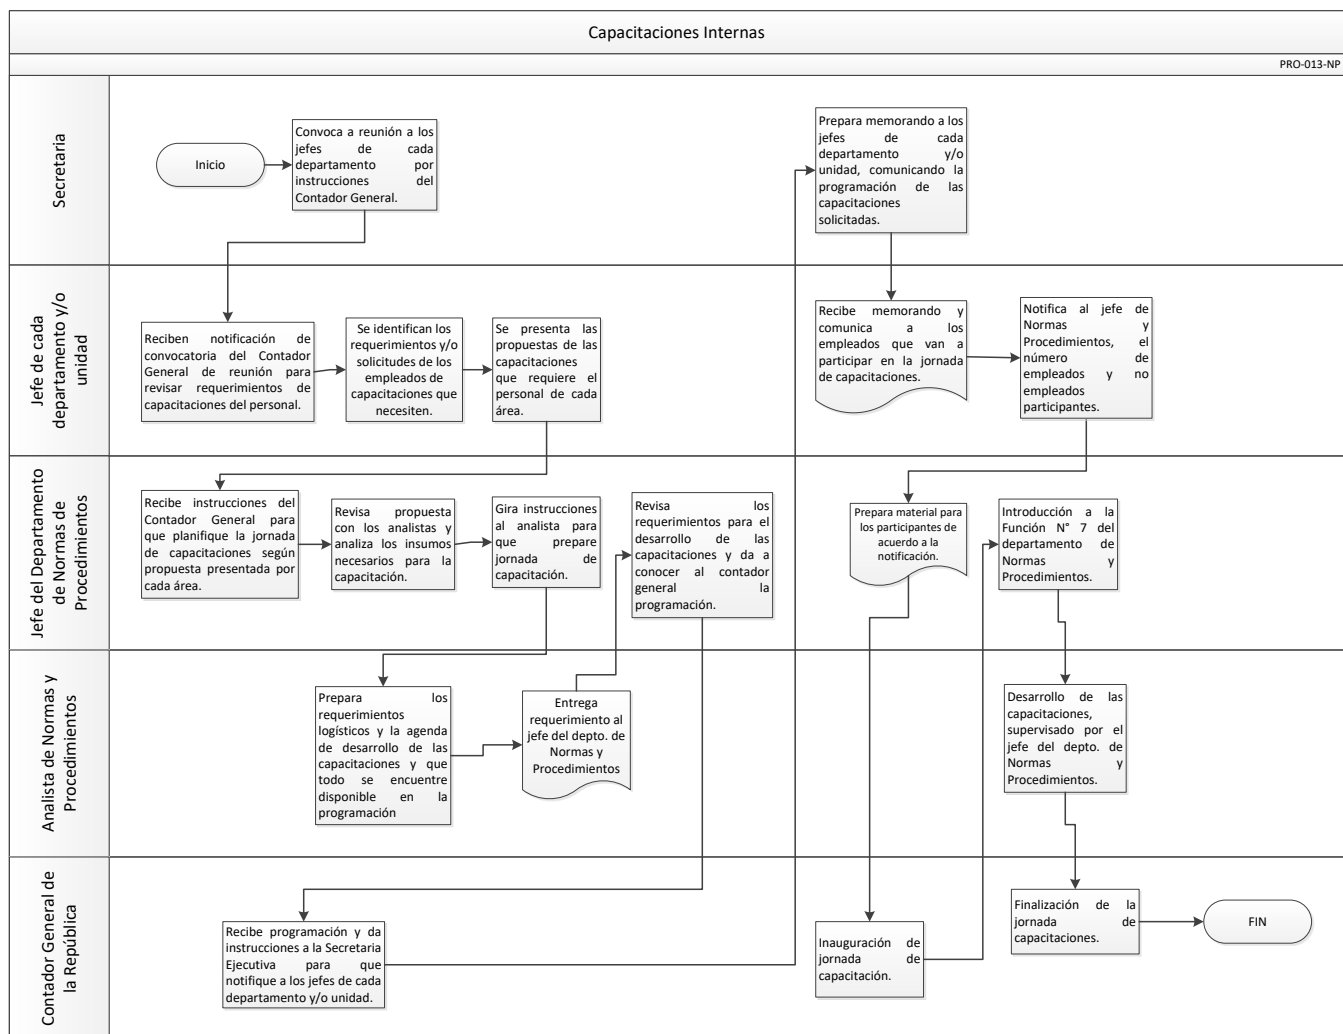 Capacitaciones Internas
PRO-013-NP
Secretaria
Inicio
Convoca a reunión a los
jefes de cada
departamento por
instrucciones del
Contador General.
Prepara memorando a los
jefes de cada
departamento y/o
unidad, comunicando la
programación de las
capacitaciones
solicitadas.
Jefe de cada
departamento y/o
unidad
Reciben notificación de
convocatoria del Contador
General de reunión para
revisar requerimientos de
capacitaciones del personal.
Se identifican los
requerimientos y/o
solicitudes de los
empleados de
capacitaciones que
necesiten.
Se presenta las
propuestas de las
capacitaciones
que requiere el
personal de cada
área.
Recibe memorando y
comunica a los
empleados que van a
participar en la jornada
de capacitaciones.
Notifica al jefe de
Normas y
Procedimientos, el
número de
empleados y no
empleados
participantes.
Jefe del Departamento
de Normas de
Procedimientos
Recibe instrucciones del
Contador General para
que planifique la jornada
de capacitaciones según
propuesta presentada por
cada área.
Revisa propuesta
con los analistas y
analiza los insumos
necesarios para la
capacitación.
Gira instrucciones
al analista para
que prepare
jornada de
capacitación.
Revisa los
requerimientos para el
desarrollo de las
capacitaciones y da a
conocer al contador
general la
programación.
Prepara material para
los participantes de
acuerdo a la
notificación.
Introducción a la
Función N° 7 del
departamento de
Normas y
Procedimientos.
Analista de Normas y
Procedimientos
Prepara los
requerimientos
logísticos y la agenda
de desarrollo de las
capacitaciones y que
todo se encuentre
disponible en la
programación
Entrega
requerimiento al
jefe del depto. de
Normas y
Procedimientos
Desarrollo de las
capacitaciones,
supervisado por el
jefe del depto. de
Normas y
Procedimientos.
Contador General de
la República
Recibe programación y da
instrucciones a la Secretaria
Ejecutiva para que
notifique a los jefes de cada
departamento y/o unidad.
Inauguración de
jornada de
capacitación.
Finalización de la
jornada de
capacitaciones.
FIN